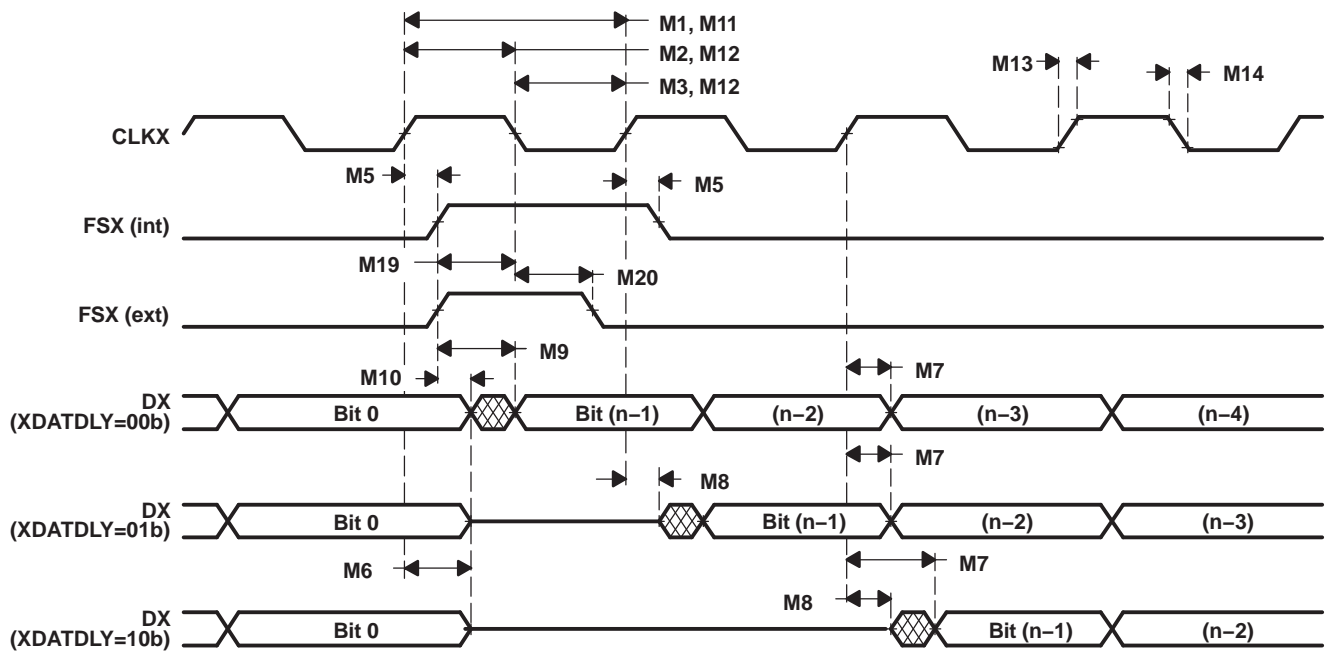 M1, M11
M2, M12
M3, M12
M13
M14
CLKX
M5
M5
FSX (int)
M19
M20
FSX (ext)
M9
M10
M7
DX
(XDATDLY=00b)
Bit 0
Bit (n−1)
(n−2)
(n−3)
(n−4)
M7
M8
DX
(XDATDLY=01b)
Bit 0
Bit (n−1)
(n−2)
(n−3)
M6
M7
M8
DX
(XDATDLY=10b)
Bit 0
Bit (n−1)
(n−2)